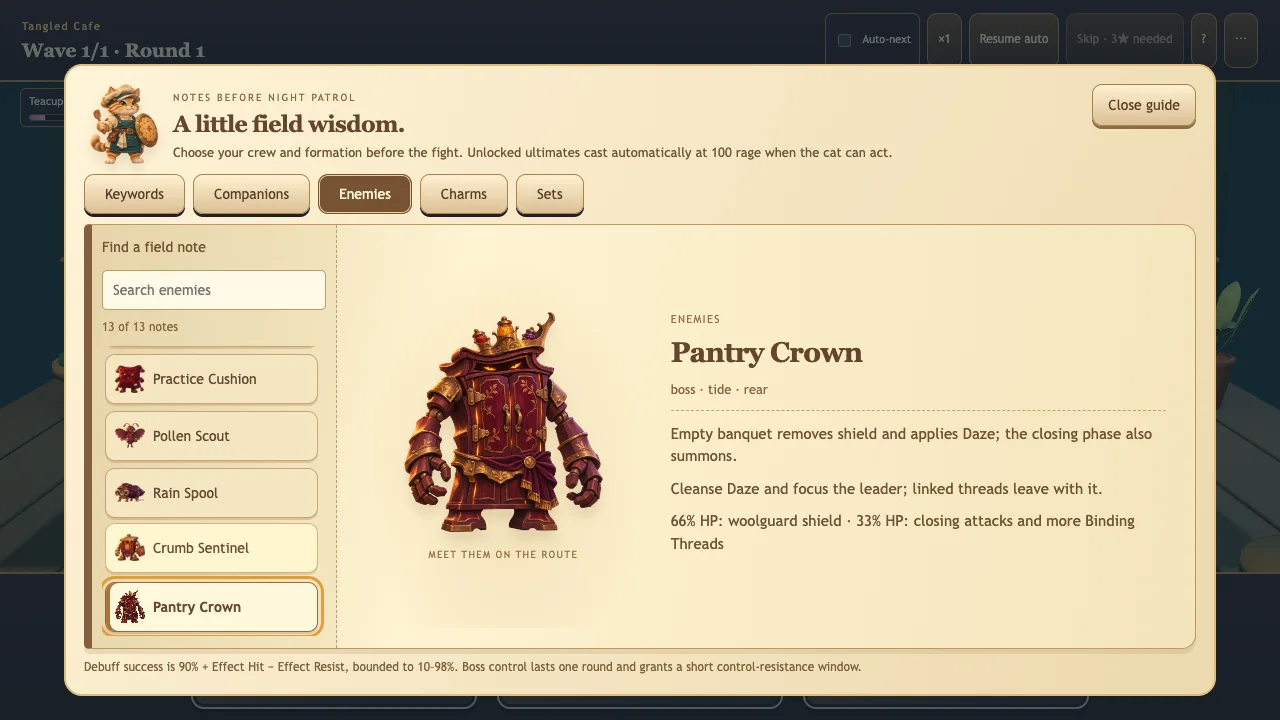 Tangled Cafe
Wave 1/1 · Round 1
Auto-next
×1
Resume auto
Skip · 3★ needed
?
...
Teacup
NOTES BEFORE NIGHT PATROL
A little field wisdom.
Choose your crew and formation before the fight. Unlocked ultimates cast automatically at 100 rage when the cat can act.
Close guide
Keywords
Companions
Enemies
Charms
Sets
Find a field note
Search enemies
13 of 13 notes
Practice Cushion
Pollen Scout
Rain Spool
Crumb Sentinel
Pantry Crown
MEET THEM ON THE ROUTE
ENEMIES
Pantry Crown
boss · tide · rear
Empty banquet removes shield and applies Daze; the closing phase also
summons.
Cleanse Daze and focus the leader; linked threads leave with it.
66% HP: woolguard shield · 33% HP: closing attacks and more Binding
Threads
Debuff success is 90% + Effect Hit − Effect Resist, bounded to 10–98%. Boss control lasts one round and grants a short control-resistance window.